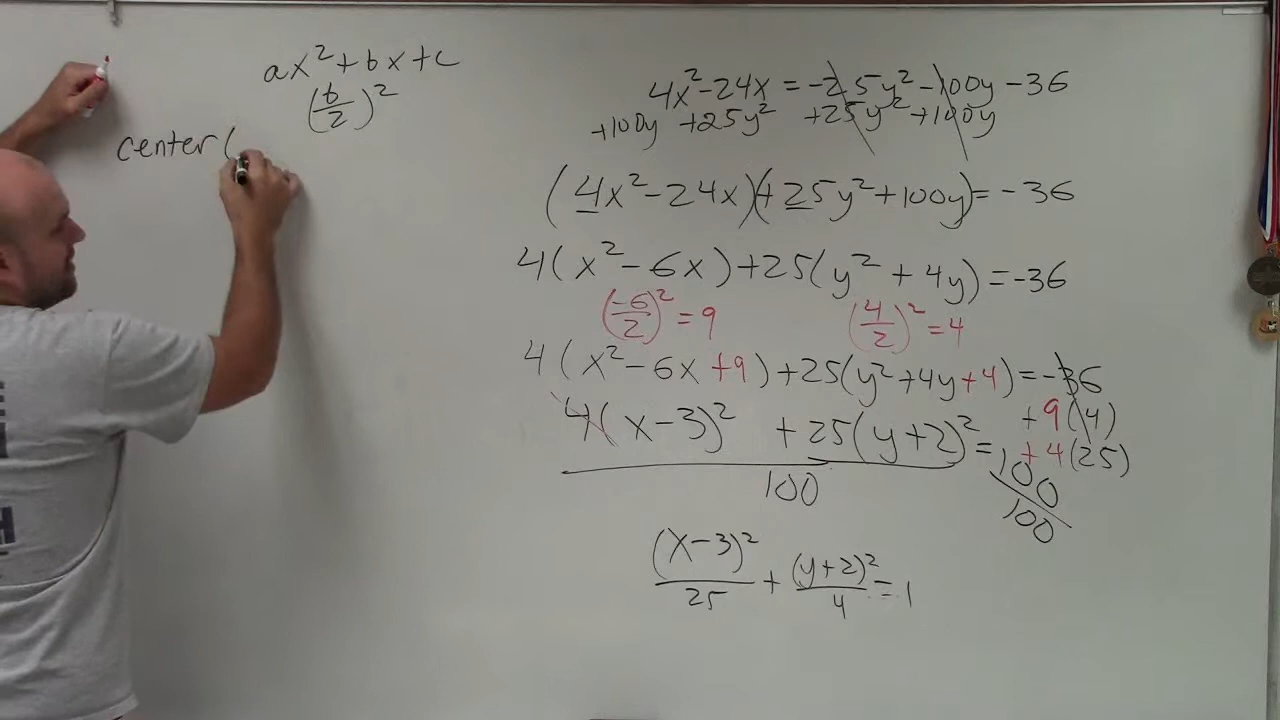 ax²+bx+c
(b/2)²
center (
4x²-24x = -25y²-100y-36
+100y +25y² +25y² +100y
(4x²-24x)(+25y²+100y)=-36
4(x²-6x)+25(y²+4y)=-36
(-6/2)²=9 (4/2)²=4
4(x²-6x+9)+25(y²+4y+4)=-36
+9(4)
4(x-3)² +25(y+2)²=100
+4(25)
100 100
(x-3)²/25 + (y+2)²/4 = 1